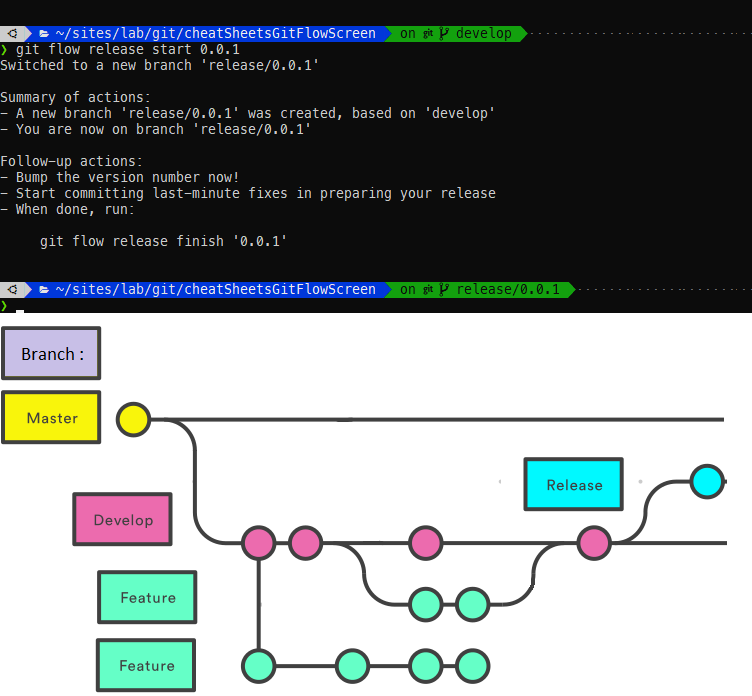 ~/sites/lab/git/cheatSheetsGitFlowScreen on git develop
❯ git flow release start 0.0.1
Switched to a new branch 'release/0.0.1'
Summary of actions:
- A new branch 'release/0.0.1' was created, based on 'develop'
- You are now on branch 'release/0.0.1'
Follow-up actions:
- Bump the version number now!
- Start committing last-minute fixes in preparing your release
- When done, run:
git flow release finish '0.0.1'
~/sites/lab/git/cheatSheetsGitFlowScreen on git release/0.0.1
❯
Branch :
Master
Release
Develop
Feature
Feature